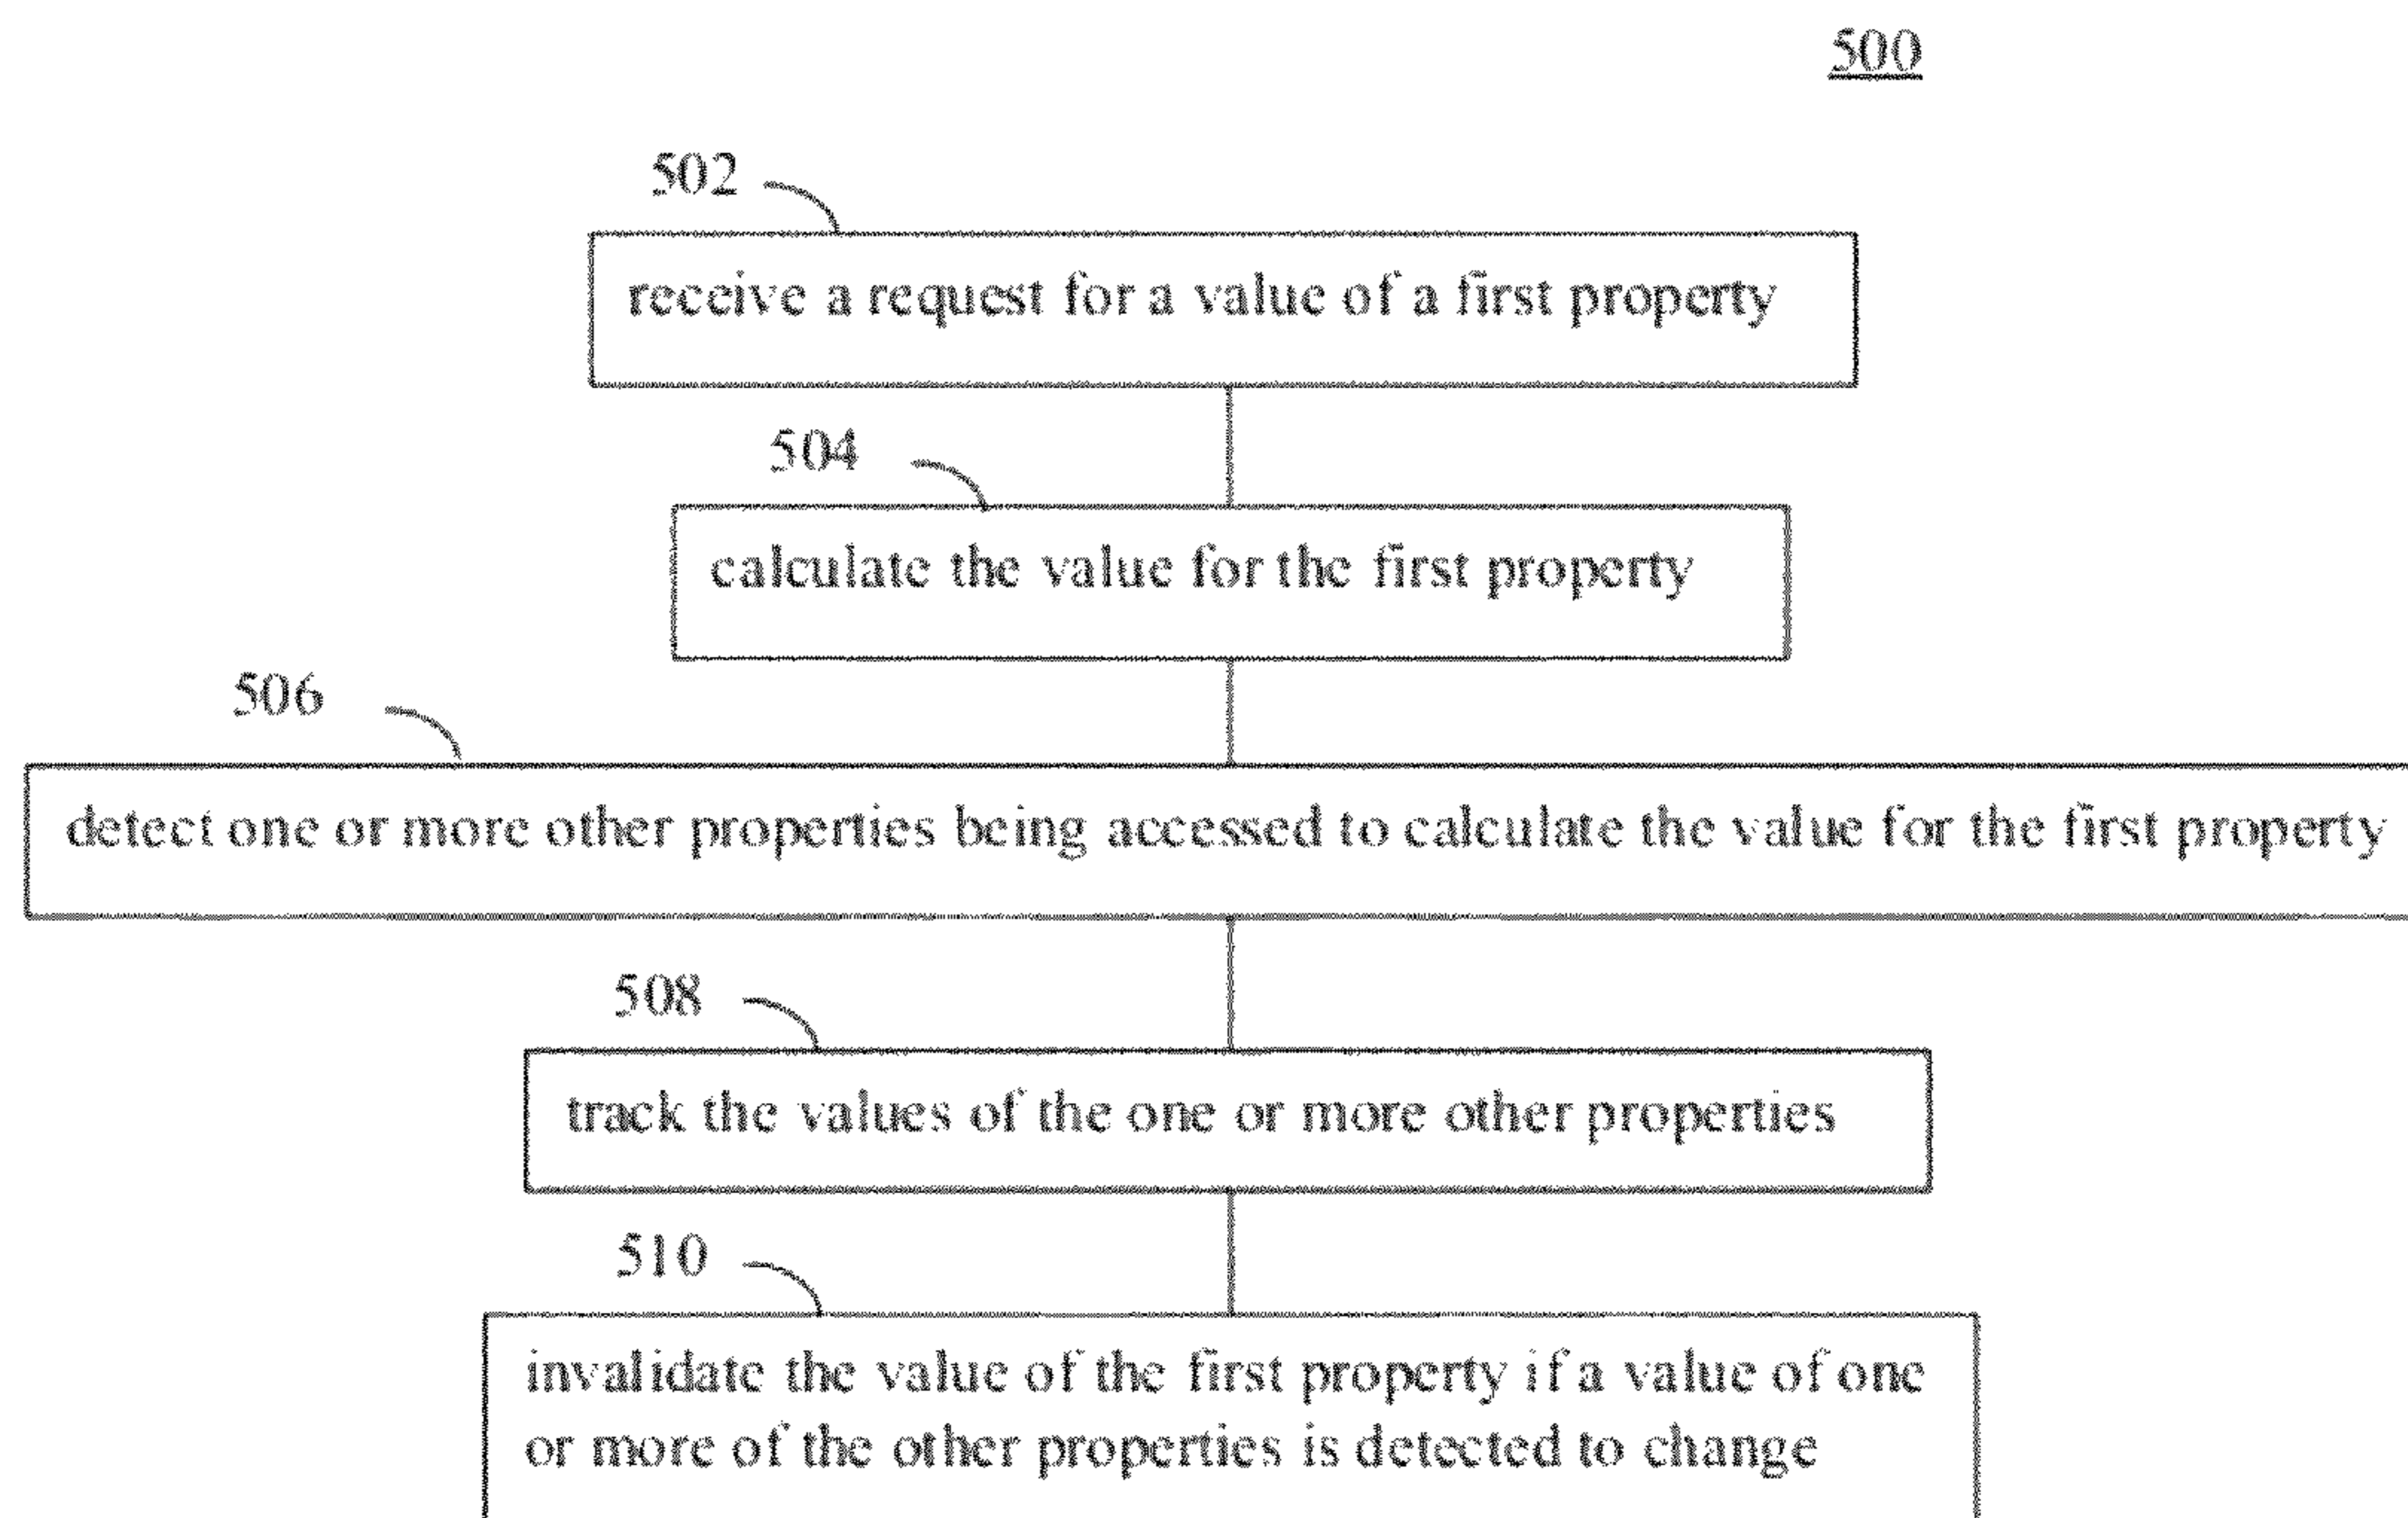 500
502
receive a request for a value of a first property
504
calculate the value for the first property
506
detect one or more other properties being accessed to calculate the value for the first property
508
track the values of the one or more other properties
510
invalidate the value of the first property if a value of one
or more of the other properties is detected to change